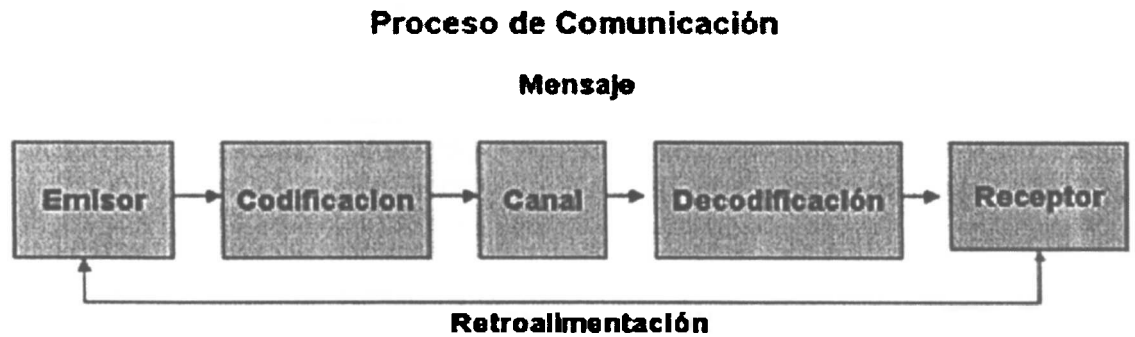 Proceso de Comunicación
Mensaje
Emisor Codificacion Canal Decodificación Receptor
Retroalimentación